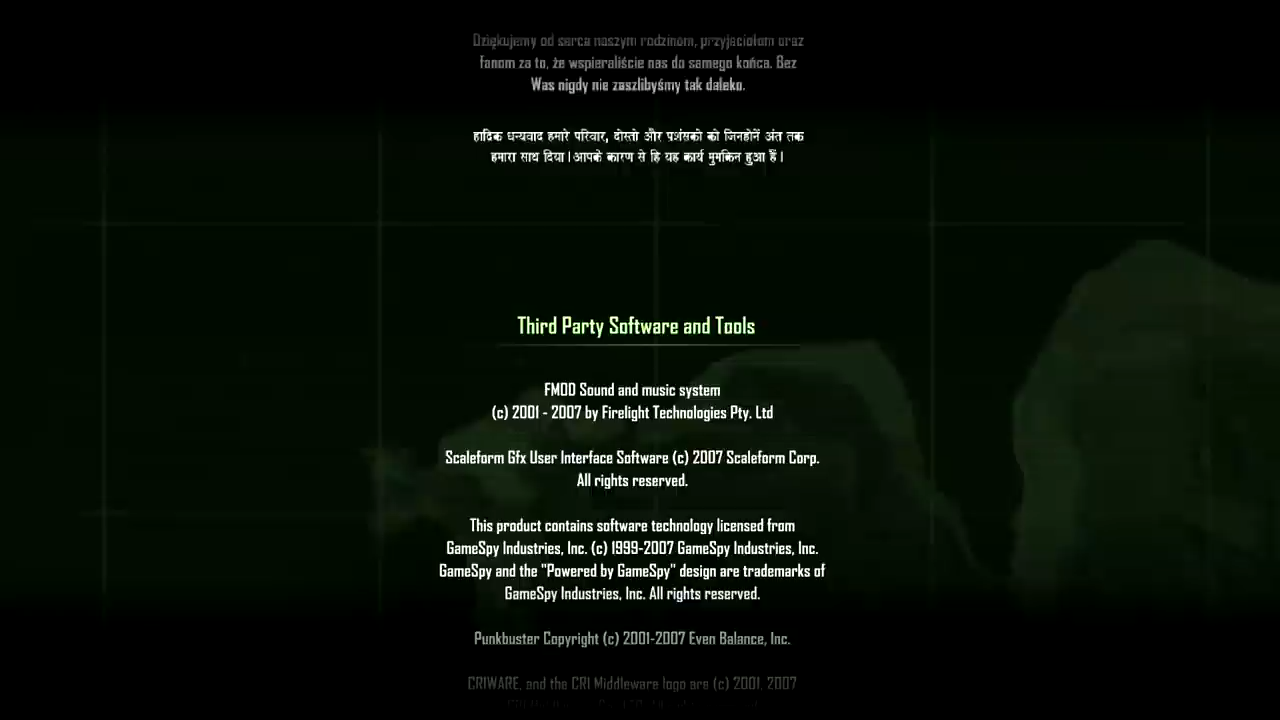 Dziękujemy od serca naszym rodzinom, przyjaciołom oraz
fanom za to, że wspieraliście nas do samego końca. Bez
Was nigdy nie zaszlibyśmy tak daleko.
हार्दिक धन्यवाद हमारे परिवार, दोस्तो और पंशसको को जिनहोनें अंत तक
हमारा साथ दिया। आपके कारण से हि यह कार्य मुमकिन हुआ हैं।
Third Party Software and Tools
FMOD Sound and music system
(c) 2001 - 2007 by Firelight Technologies Pty. Ltd
Scaleform Gfx User Interface Software (c) 2007 Scaleform Corp.
All rights reserved.
This product contains software technology licensed from
GameSpy Industries, Inc. (c) 1999-2007 GameSpy Industries, Inc.
GameSpy and the "Powered by GameSpy" design are trademarks of
GameSpy Industries, Inc. All rights reserved.
Punkbuster Copyright (c) 2001-2007 Even Balance, Inc.
CRIWARE, and the CRI Middleware logo are (c) 2001, 2007